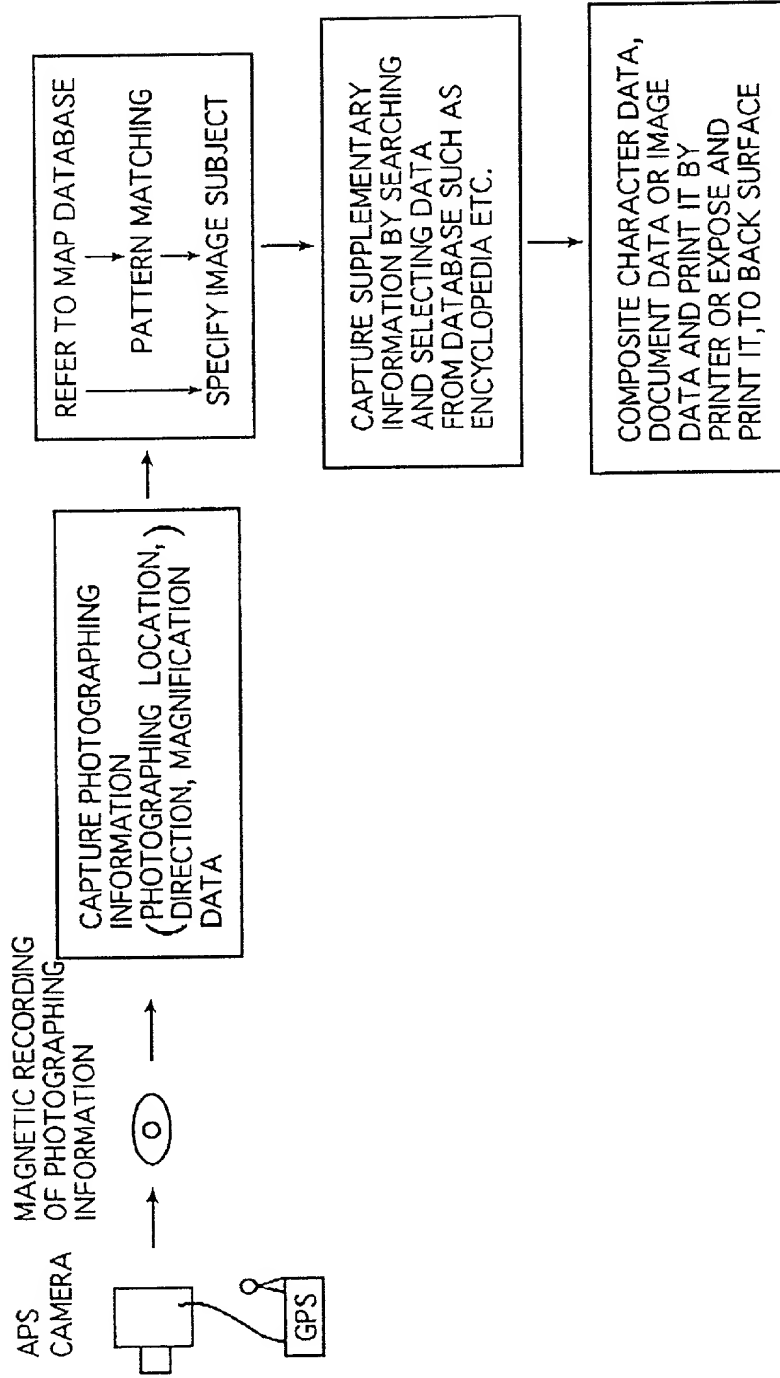 APS
CAMERA
MAGNETIC RECORDING
OF PHOTOGRAPHING
INFORMATION
GPS
CAPTURE PHOTOGRAPHING
INFORMATION
(PHOTOGRAPHING LOCATION,
DIRECTION, MAGNIFICATION)
DATA
REFER TO MAP DATABASE
PATTERN MATCHING
SPECIFY IMAGE SUBJECT
CAPTURE SUPPLEMENTARY
INFORMATION BY SEARCHING
AND SELECTING DATA
FROM DATABASE SUCH AS
ENCYCLOPEDIA ETC.
COMPOSITE CHARACTER DATA,
DOCUMENT DATA OR IMAGE
DATA AND PRINT IT BY
PRINTER OR EXPOSE AND
PRINT IT, TO BACK SURFACE